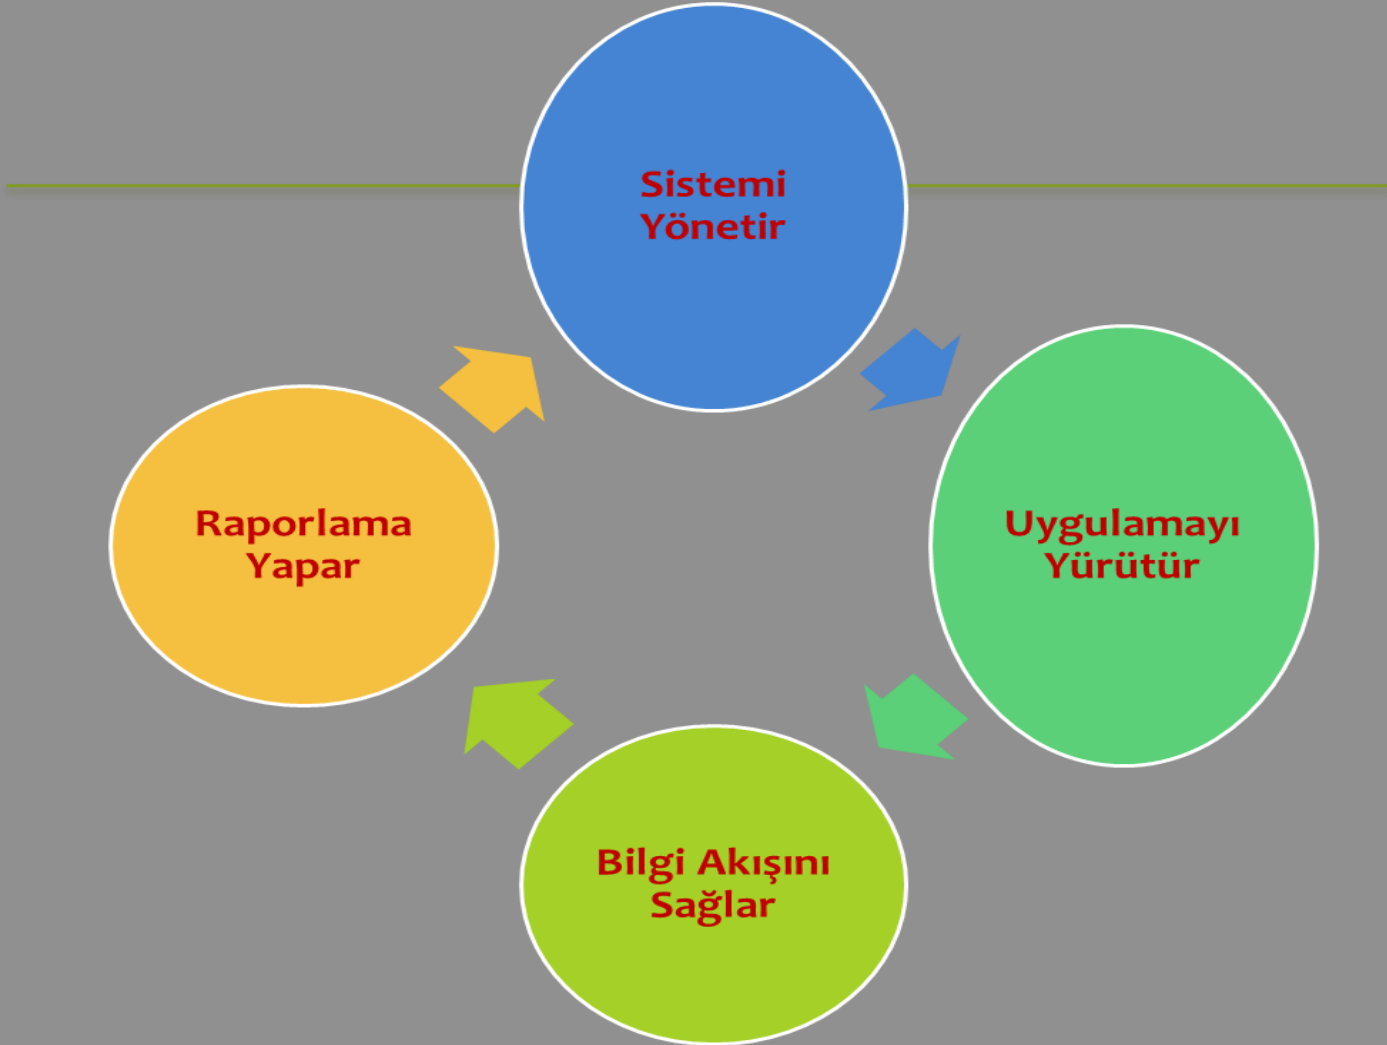 Sistemi
Yönetir
Uygulamayı
Yürütür
Bilgi Akışını
Sağlar
Raporlama
Yapar